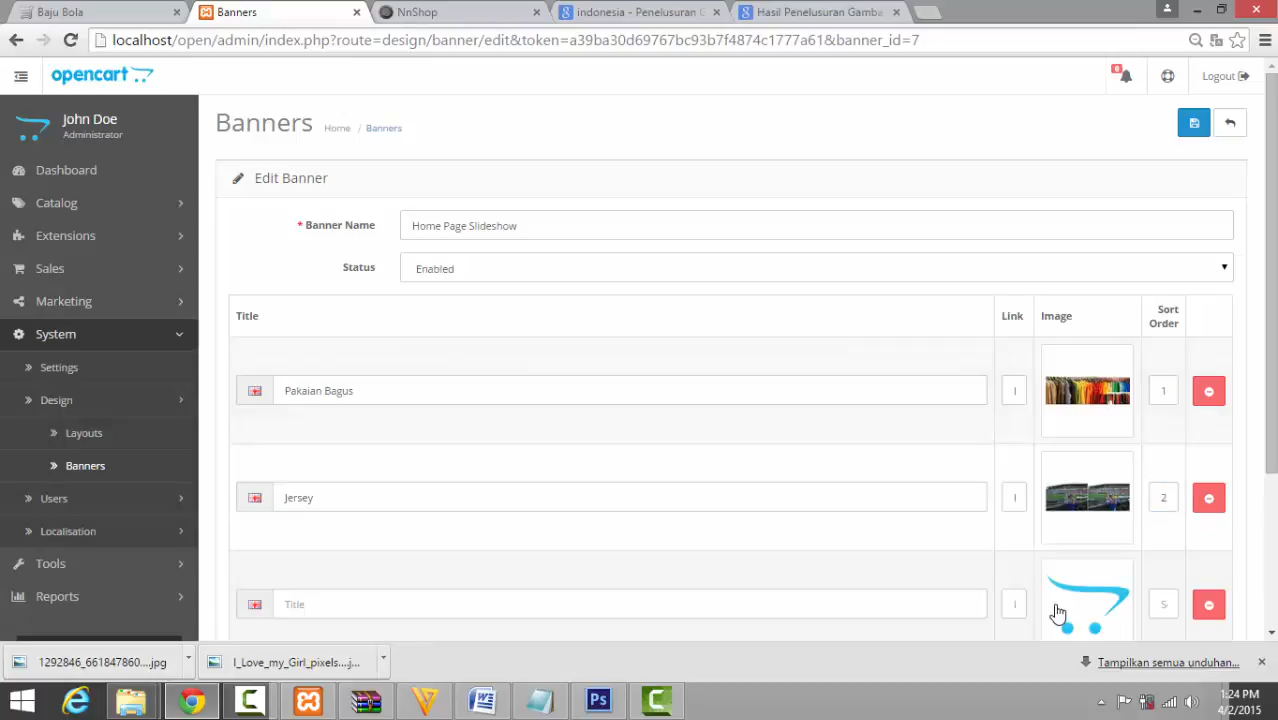 Baju Bola
Banners
NnShop
indonesia - Penelusuran G
Hasil Penelusuran Gamba
localhost/open/admin/index.php?route=design/banner/edit&token=a39ba30d69767bc93b7f4874c1777a61&banner_id=7
opencart
Logout
John Doe
Administrator
Dashboard
Catalog
Extensions
Sales
Marketing
System
Settings
Design
Layouts
Banners
Users
Localisation
Tools
Reports
Banners Home / Banners
Edit Banner
* Banner Name Home Page Slideshow
Status Enabled
Title Link Image Sort Order
Pakaian Bagus 1
Jersey 2
Title S
1292846_661847860....jpg
I_Love_my_Girl_pixels....j...
Tampilkan semua unduhan...
1:24 PM
4/2/2015